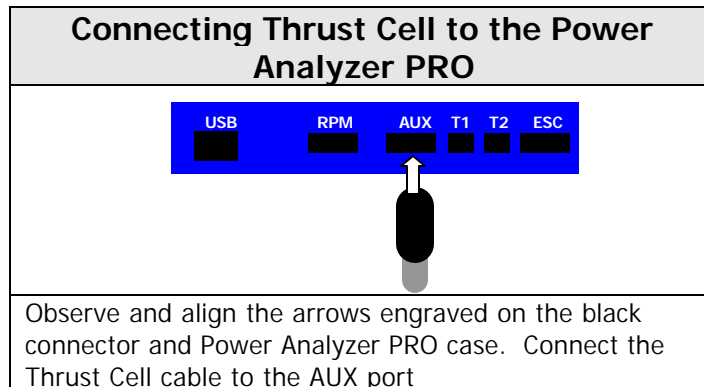 Connecting Thrust Cell to the Power
Analyzer PRO
USB RPM AUX T1 T2 ESC
Observe and align the arrows engraved on the black
connector and Power Analyzer PRO case.  Connect the
Thrust Cell cable to the AUX port